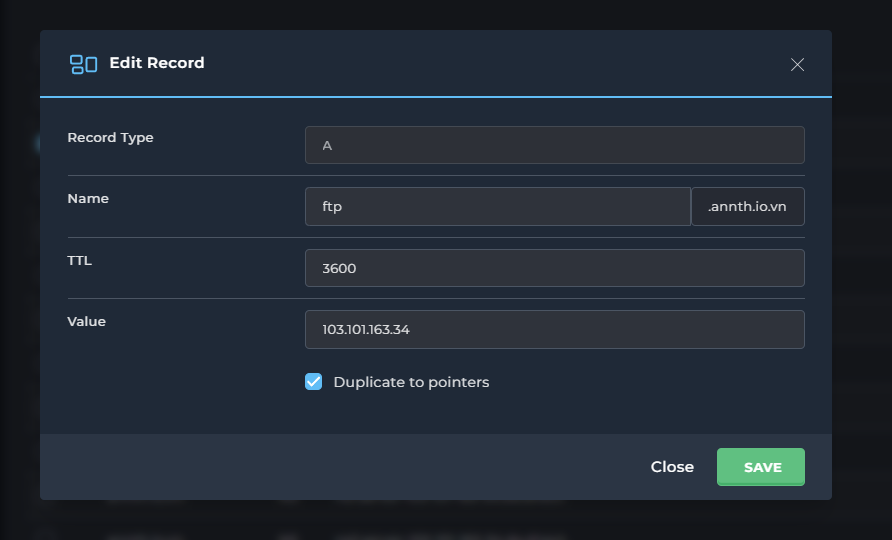 Edit Record
Record Type
A
Name
ftp
.annth.io.vn
TTL
3600
Value
103.101.163.34
Duplicate to pointers
Close
SAVE